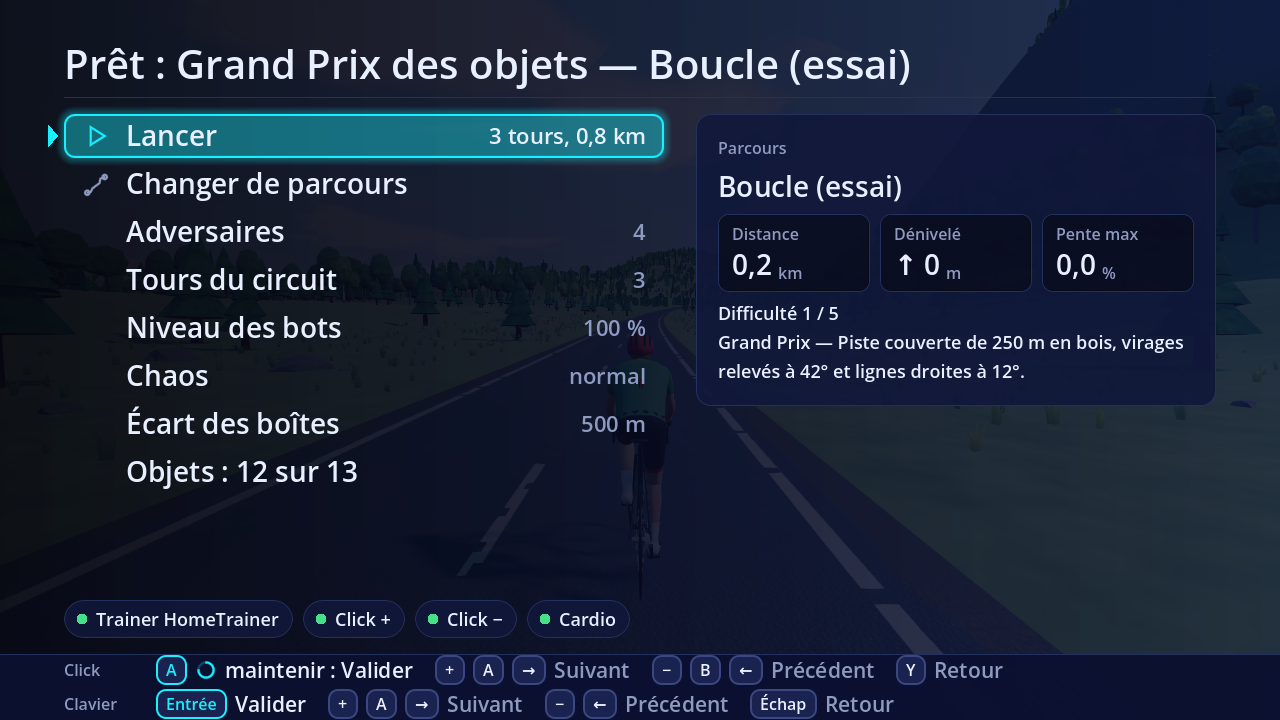 Prêt : Grand Prix des objets — Boucle (essai)
Lancer 3 tours, 0,8 km
Changer de parcours
Adversaires 4
Tours du circuit 3
Niveau des bots 100 %
Chaos normal
Écart des boîtes 500 m
Objets : 12 sur 13
Parcours
Boucle (essai)
Distance Dénivelé Pente max
0,2 km ↑ 0 m 0,0 %
Difficulté 1 / 5
Grand Prix — Piste couverte de 250 m en bois, virages
relevés à 42° et lignes droites à 12°.
Trainer HomeTrainer Click + Click − Cardio
Click A maintenir : Valider + A → Suivant − B ← Précédent Y Retour
Clavier Entrée Valider + A → Suivant − ← Précédent Échap Retour